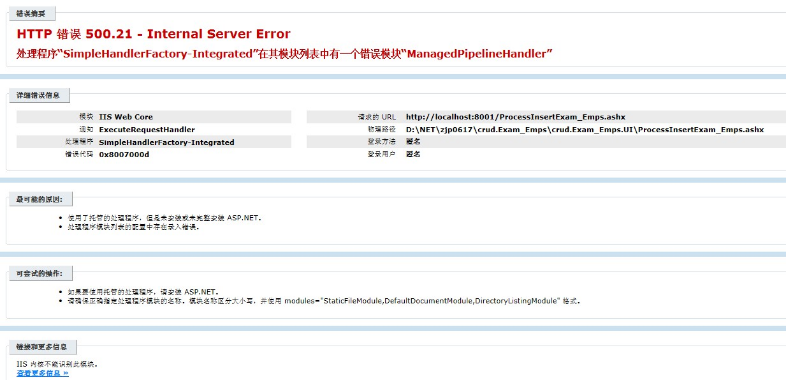 错误摘要
HTTP 错误 500.21 - Internal Server Error
处理程序“SimpleHandlerFactory-Integrated”在其模块列表中有一个错误模块“ManagedPipelineHandler”
详细错误信息
模块 IIS Web Core
通知 ExecuteRequestHandler
处理程序 SimpleHandlerFactory-Integrated
错误代码 0x8007000d
请求的 URL http://localhost:8001/ProcessInsertExam_Emps.ashx
物理路径 D:\NET\zjp0617\crud.Exam_Emps\crud.Exam_Emps.UI\ProcessInsertExam_Emps.ashx
登录方法 匿名
登录用户 匿名
最可能的原因:
使用了托管的处理程序，但是未安装或未完整安装 ASP.NET。
处理程序模块列表的配置中存在录入错误。
可尝试的操作:
如果要使用托管的处理程序，请安装 ASP.NET。
请确保正确指定处理程序模块的名称。模块名称区分大小写，并使用 modules="StaticFileModule,DefaultDocumentModule,DirectoryListingModule" 格式。
链接和更多信息
IIS 内核不能识别此模块。
查看更多信息 »